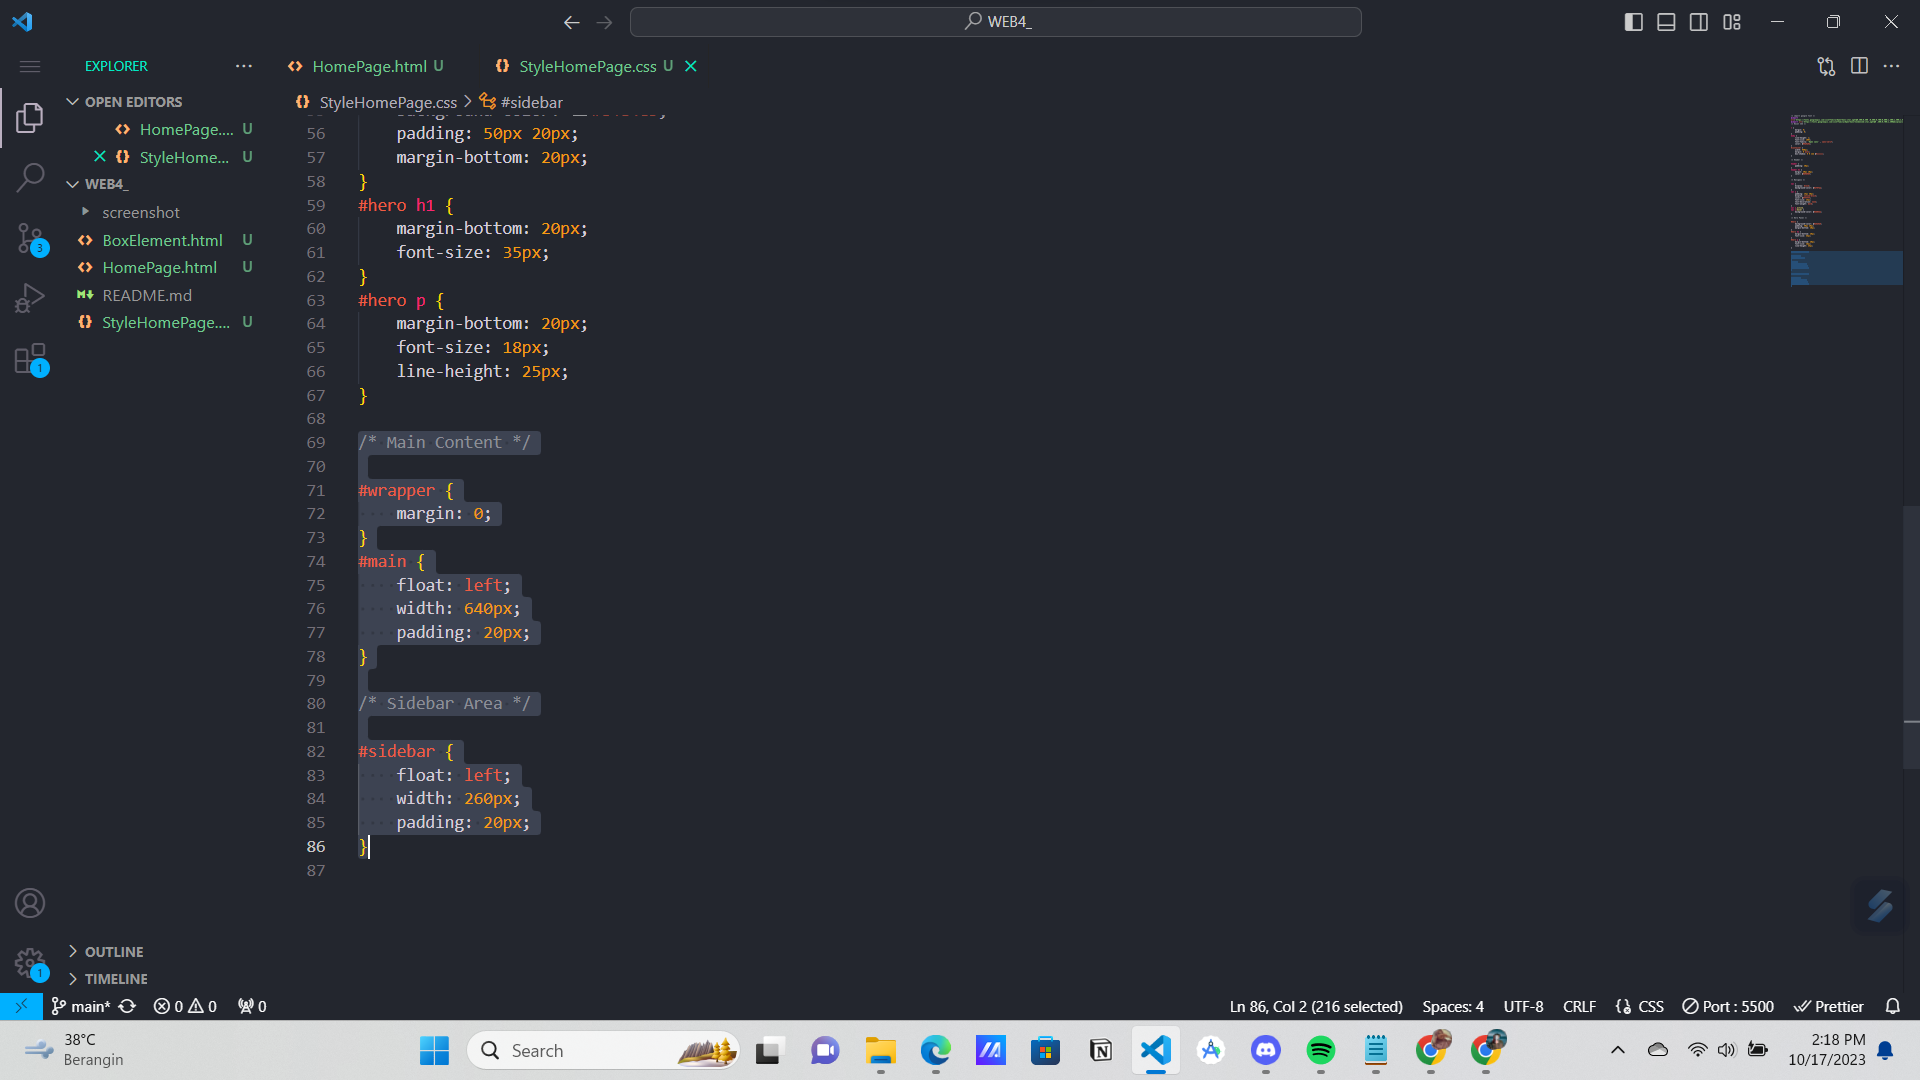 WEB4_
EXPLORER
HomePage.html U
StyleHomePage.css U
OPEN EDITORS
HomePage.... U
StyleHome... U
WEB4_
screenshot
BoxElement.html U
HomePage.html U
README.md
StyleHomePage.... U
3
1
StyleHomePage.css > #sidebar
56 padding: 50px 20px;
57 margin-bottom: 20px;
58 }
59 #hero h1 {
60 margin-bottom: 20px;
61 font-size: 35px;
62 }
63 #hero p {
64 margin-bottom: 20px;
65 font-size: 18px;
66 line-height: 25px;
67 }
68
69 /* Main Content */
70
71 #wrapper {
72 margin: 0;
73 }
74 #main {
75 float: left;
76 width: 640px;
77 padding: 20px;
78 }
79
80 /* Sidebar Area */
81
82 #sidebar {
83 float: left;
84 width: 260px;
85 padding: 20px;
86 }
87
OUTLINE
TIMELINE
1
main* 0 0 0
Ln 86, Col 2 (216 selected) Spaces: 4 UTF-8 CRLF CSS Port : 5500 Prettier
38°C
Berangin
Search
2:18 PM
10/17/2023